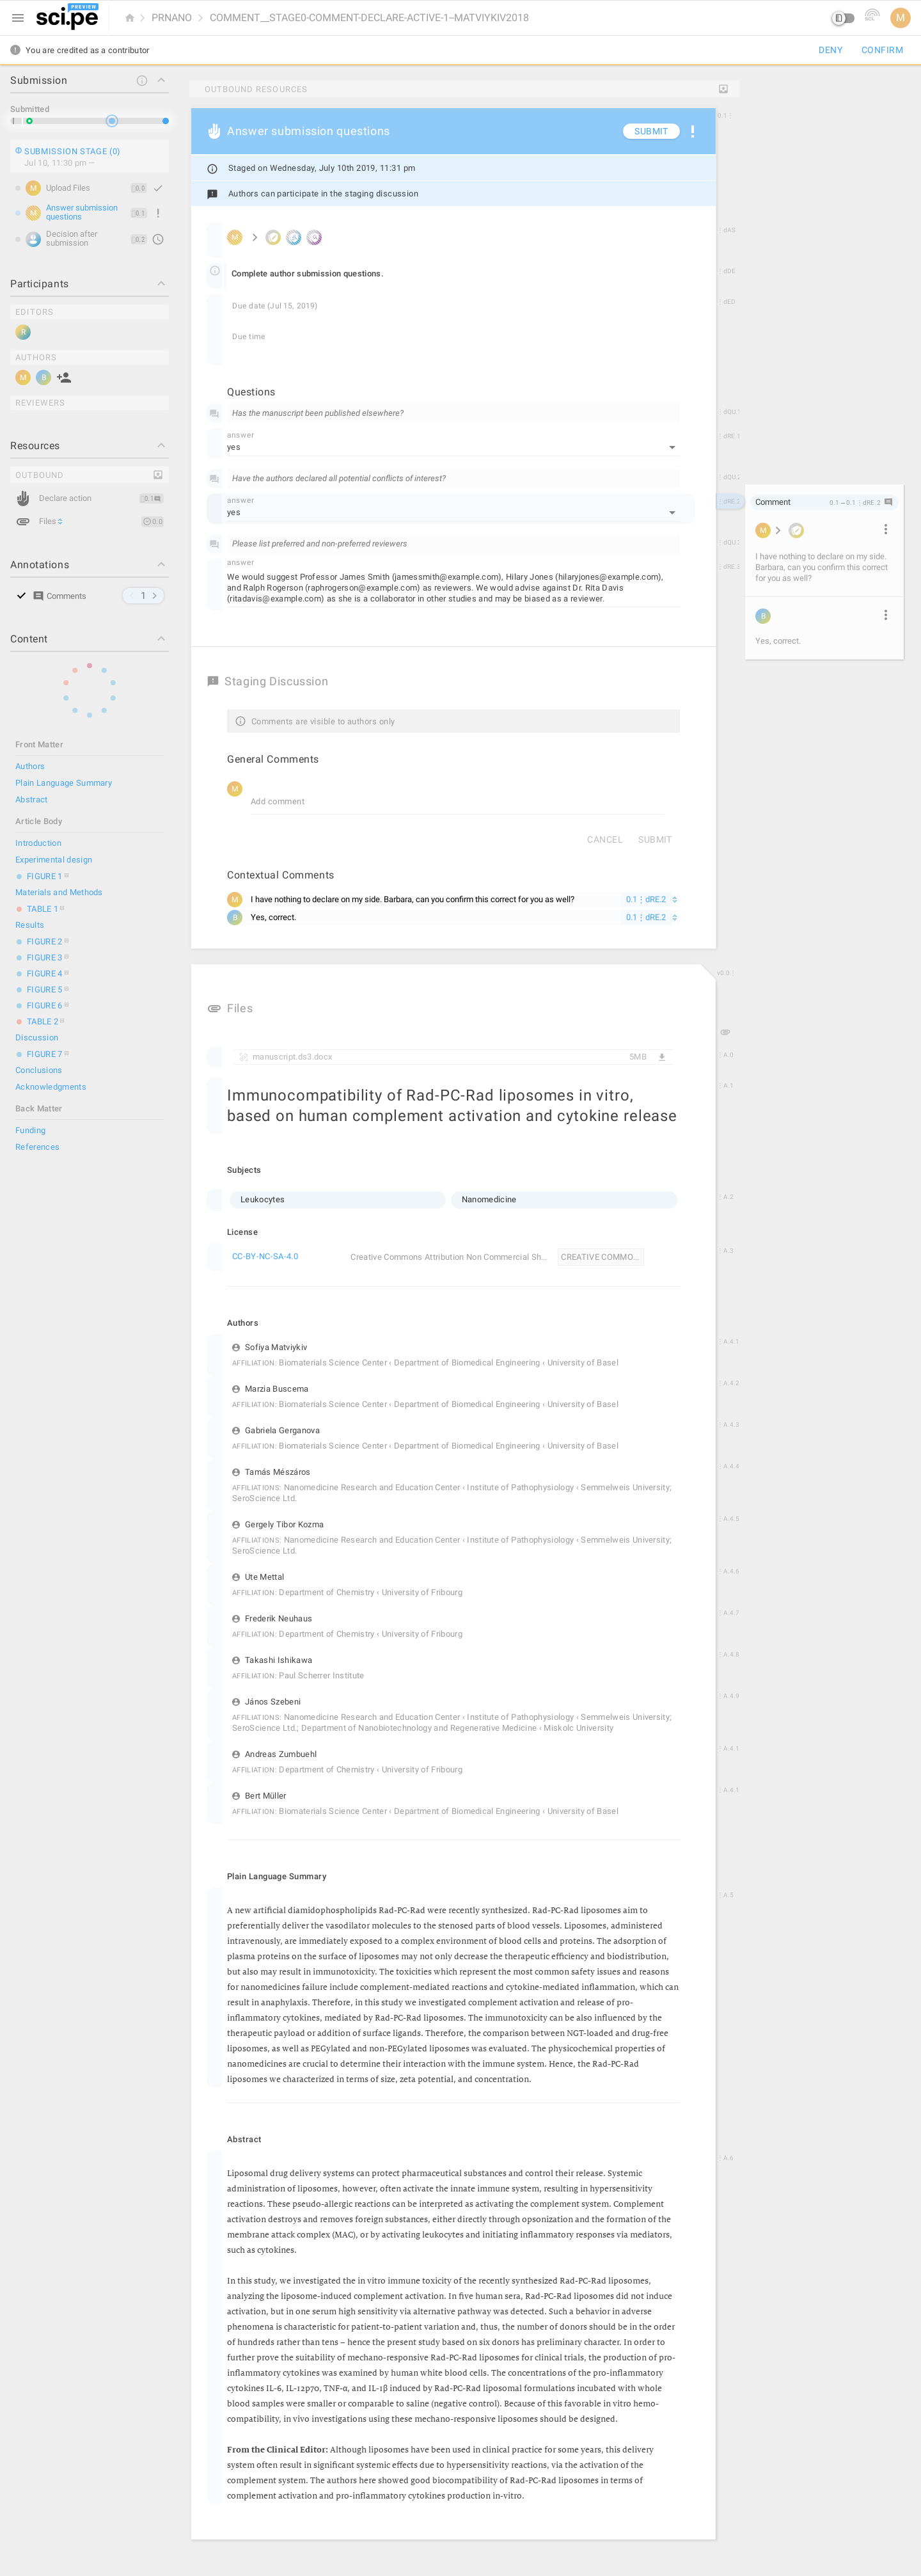 sci.pe PREVIEW
PRNANO
COMMENT__STAGE0-COMMENT-DECLARE-ACTIVE-1--MATVIYKIV2018
M
You are credited as a contributor
DENY
CONFIRM
Submission
Submitted
SUBMISSION STAGE (0)
Jul 10, 11:30 pm –
M
Upload Files
0.0
M
Answer submission
questions
0.1
Decision after
submission
0.2
Participants
EDITORS
R
AUTHORS
M
B
REVIEWERS
Resources
OUTBOUND
Declare action
0.1
Files
0.0
Annotations
Comments
1
Content
Front Matter
Authors
Plain Language Summary
Abstract
Article Body
Introduction
Experimental design
FIGURE 1
Materials and Methods
TABLE 1
Results
FIGURE 2
FIGURE 3
FIGURE 4
FIGURE 5
FIGURE 6
TABLE 2
Discussion
FIGURE 7
Conclusions
Acknowledgments
Back Matter
Funding
References
OUTBOUND RESOURCES
Answer submission questions
SUBMIT
0.1
Staged on Wednesday, July 10th 2019, 11:31 pm
Authors can participate in the staging discussion
M
dAS
Complete author submission questions.
dDE
Due date (Jul 15, 2019)
dED
Due time
Questions
Has the manuscript been published elsewhere?
answer
yes
Have the authors declared all potential conflicts of interest?
answer
yes
Please list preferred and non-preferred reviewers
answer
We would suggest Professor James Smith (jamessmith@example.com), Hilary Jones (hilaryjones@example.com),
and Ralph Rogerson (raphrogerson@example.com) as reviewers. We would advise against Dr. Rita Davis
(ritadavis@example.com) as she is a collaborator in other studies and may be biased as a reviewer.
Comment
0.1 – 0.1
dRE.2
M
I have nothing to declare on my side.
Barbara, can you confirm this correct
for you as well?
B
Yes, correct.
Staging Discussion
Comments are visible to authors only
General Comments
M
Add comment
CANCEL
SUBMIT
Contextual Comments
M
I have nothing to declare on my side. Barbara, can you confirm this correct for you as well?
0.1
dRE.2
B
Yes, correct.
0.1
dRE.2
v0.0
Files
manuscript.ds3.docx
5MB
A.0
Immunocompatibility of Rad-PC-Rad liposomes in vitro,
based on human complement activation and cytokine release
A.1
Subjects
Leukocytes
Nanomedicine
A.2
License
CC-BY-NC-SA-4.0
Creative Commons Attribution Non Commercial Sh...
CREATIVE COMMO...
A.3
Authors
Sofiya Matviykiv
A.4.1
AFFILIATION: Biomaterials Science Center ‹ Department of Biomedical Engineering ‹ University of Basel
Marzia Buscema
A.4.2
AFFILIATION: Biomaterials Science Center ‹ Department of Biomedical Engineering ‹ University of Basel
Gabriela Gerganova
A.4.3
AFFILIATION: Biomaterials Science Center ‹ Department of Biomedical Engineering ‹ University of Basel
Tamás Mészáros
A.4.4
AFFILIATIONS: Nanomedicine Research and Education Center ‹ Institute of Pathophysiology ‹ Semmelweis University;
SeroScience Ltd.
Gergely Tibor Kozma
A.4.5
AFFILIATIONS: Nanomedicine Research and Education Center ‹ Institute of Pathophysiology ‹ Semmelweis University;
SeroScience Ltd.
Ute Mettal
A.4.6
AFFILIATION: Department of Chemistry ‹ University of Fribourg
Frederik Neuhaus
A.4.7
AFFILIATION: Department of Chemistry ‹ University of Fribourg
Takashi Ishikawa
A.4.8
AFFILIATION: Paul Scherrer Institute
János Szebeni
A.4.9
AFFILIATIONS: Nanomedicine Research and Education Center ‹ Institute of Pathophysiology ‹ Semmelweis University;
SeroScience Ltd.; Department of Nanobiotechnology and Regenerative Medicine ‹ Miskolc University
Andreas Zumbuehl
A.4.1
AFFILIATION: Department of Chemistry ‹ University of Fribourg
Bert Müller
A.4.1
AFFILIATION: Biomaterials Science Center ‹ Department of Biomedical Engineering ‹ University of Basel
Plain Language Summary
A.5
A new artificial diamidophospholipids Rad-PC-Rad were recently synthesized. Rad-PC-Rad liposomes aim to
preferentially deliver the vasodilator molecules to the stenosed parts of blood vessels. Liposomes, administered
intravenously, are immediately exposed to a complex environment of blood cells and proteins. The adsorption of
plasma proteins on the surface of liposomes may not only decrease the therapeutic efficiency and biodistribution,
but also may result in immunotoxicity. The toxicities which represent the most common safety issues and reasons
for nanomedicines failure include complement-mediated reactions and cytokine-mediated inflammation, which can
result in anaphylaxis. Therefore, in this study we investigated complement activation and release of pro-
inflammatory cytokines, mediated by Rad-PC-Rad liposomes. The immunotoxicity can be also influenced by the
therapeutic payload or addition of surface ligands. Therefore, the comparison between NGT-loaded and drug-free
liposomes, as well as PEGylated and non-PEGylated liposomes was evaluated. The physicochemical properties of
nanomedicines are crucial to determine their interaction with the immune system. Hence, the Rad-PC-Rad
liposomes we characterized in terms of size, zeta potential, and concentration.
Abstract
A.6
Liposomal drug delivery systems can protect pharmaceutical substances and control their release. Systemic
administration of liposomes, however, often activate the innate immune system, resulting in hypersensitivity
reactions. These pseudo-allergic reactions can be interpreted as activating the complement system. Complement
activation destroys and removes foreign substances, either directly through opsonization and the formation of the
membrane attack complex (MAC), or by activating leukocytes and initiating inflammatory responses via mediators,
such as cytokines.
In this study, we investigated the in vitro immune toxicity of the recently synthesized Rad-PC-Rad liposomes,
analyzing the liposome-induced complement activation. In five human sera, Rad-PC-Rad liposomes did not induce
activation, but in one serum high sensitivity via alternative pathway was detected. Such a behavior in adverse
phenomena is characteristic for patient-to-patient variation and, thus, the number of donors should be in the order
of hundreds rather than tens – hence the present study based on six donors has preliminary character. In order to
further prove the suitability of mechano-responsive Rad-PC-Rad liposomes for clinical trials, the production of pro-
inflammatory cytokines was examined by human white blood cells. The concentrations of the pro-inflammatory
cytokines IL-6, IL-12p70, TNF-α, and IL-1β induced by Rad-PC-Rad liposomal formulations incubated with whole
blood samples were smaller or comparable to saline (negative control). Because of this favorable in vitro hemo-
compatibility, in vivo investigations using these mechano-responsive liposomes should be designed.
From the Clinical Editor: Although liposomes have been used in clinical practice for some years, this delivery
system often result in significant systemic effects due to hypersensitivity reactions, via the activation of the
complement system. The authors here showed good biocompatibility of Rad-PC-Rad liposomes in terms of
complement activation and pro-inflammatory cytokines production in-vitro.